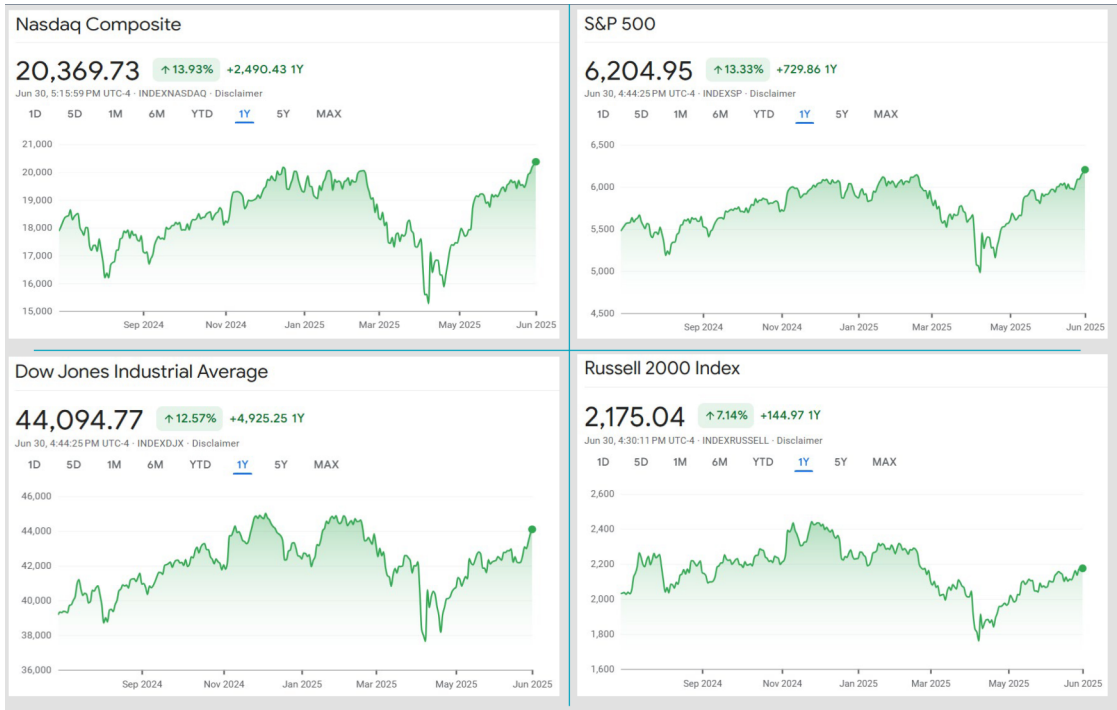 Nasdaq Composite
20,369.73 ↑ 13.93% +2,490.43 1Y
Jun 30, 5:15:59 PM UTC-4 · INDEXNASDAQ · Disclaimer
1D 5D 1M 6M YTD 1Y 5Y MAX
21,000
20,000
19,000
18,000
17,000
16,000
15,000
Sep 2024 Nov 2024 Jan 2025 Mar 2025 May 2025 Jun 2025
S&P 500
6,204.95 ↑ 13.33% +729.86 1Y
Jun 30, 4:44:25 PM UTC-4 · INDEXSP · Disclaimer
1D 5D 1M 6M YTD 1Y 5Y MAX
6,500
6,000
5,500
5,000
4,500
Sep 2024 Nov 2024 Jan 2025 Mar 2025 May 2025 Jun 2025
Dow Jones Industrial Average
44,094.77 ↑ 12.57% +4,925.25 1Y
Jun 30, 4:44:25 PM UTC-4 · INDEXDJX · Disclaimer
1D 5D 1M 6M YTD 1Y 5Y MAX
46,000
44,000
42,000
40,000
38,000
36,000
Sep 2024 Nov 2024 Jan 2025 Mar 2025 May 2025 Jun 2025
Russell 2000 Index
2,175.04 ↑ 7.14% +144.97 1Y
Jun 30, 4:30:11 PM UTC-4 · INDEXRUSSELL · Disclaimer
1D 5D 1M 6M YTD 1Y 5Y MAX
2,600
2,400
2,200
2,000
1,800
1,600
Sep 2024 Nov 2024 Jan 2025 Mar 2025 May 2025 Jun 2025